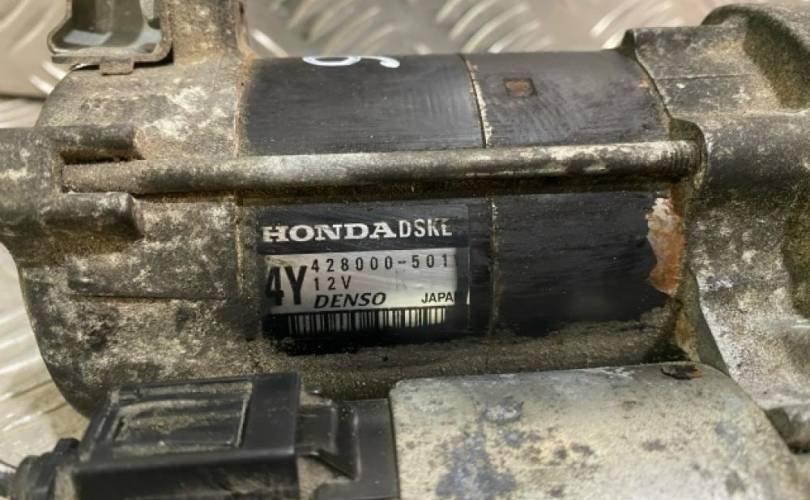 HONDA DSKE
428000-501
4Y 12V
DENSO JAPA